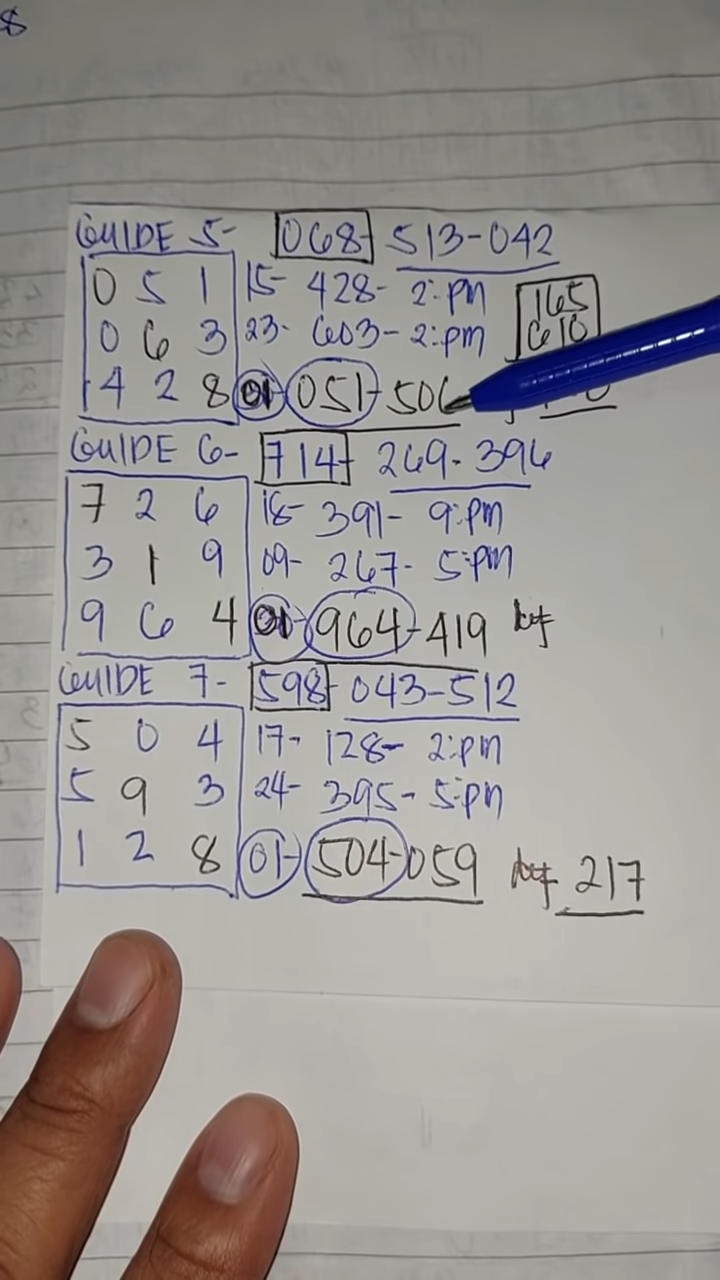 8
GUIDE 5- 068- 513-042
0 5 1 15- 428- 2:pm 165
0 6 3 23- 603- 2:pm 610
4 2 8 01- 051-506
GUIDE 6- 714- 269-396
7 2 6 18- 391- 9:pm
3 1 9 09- 267- 5:pm
9 6 4 01- 964-419
GUIDE 7- 598- 043-512
5 0 4 17- 128- 2:pm
5 9 3 24- 395- 5:pm
1 2 8 01- 504-059 217